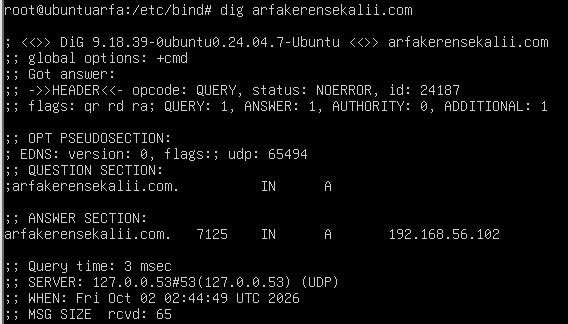 root@ubuntuarfa:/etc/bind# dig arfakerensekalii.com
; <<>> DiG 9.18.39-0ubuntu0.24.04.7-Ubuntu <<>> arfakerensekalii.com
;; global options: +cmd
;; Got answer:
;; ->>HEADER<<- opcode: QUERY, status: NOERROR, id: 24187
;; flags: qr rd ra; QUERY: 1, ANSWER: 1, AUTHORITY: 0, ADDITIONAL: 1
;; OPT PSEUDOSECTION:
; EDNS: version: 0, flags:; udp: 65494
;; QUESTION SECTION:
;arfakerensekalii.com. IN A
;; ANSWER SECTION:
arfakerensekalii.com. 7125 IN A 192.168.56.102
;; Query time: 3 msec
;; SERVER: 127.0.0.53#53(127.0.0.53) (UDP)
;; WHEN: Fri Oct 02 02:44:49 UTC 2026
;; MSG SIZE rcvd: 65